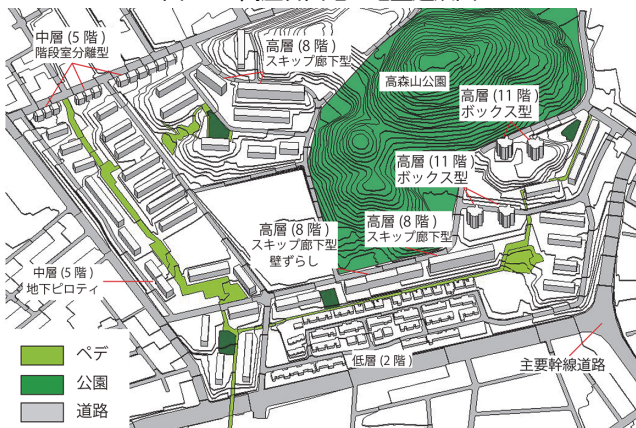 中層(5階)
階段室分離型
高層(8階)
スキップ廊下型
高森山公園
高層(11階)
ボックス型
高層(11階)
ボックス型
高層(8階)
スキップ廊下型
壁ずらし
高層(8階)
スキップ廊下型
中層(5階)
地下ピロティ
低層(2階)
主要幹線道路
ペデ
公園
道路